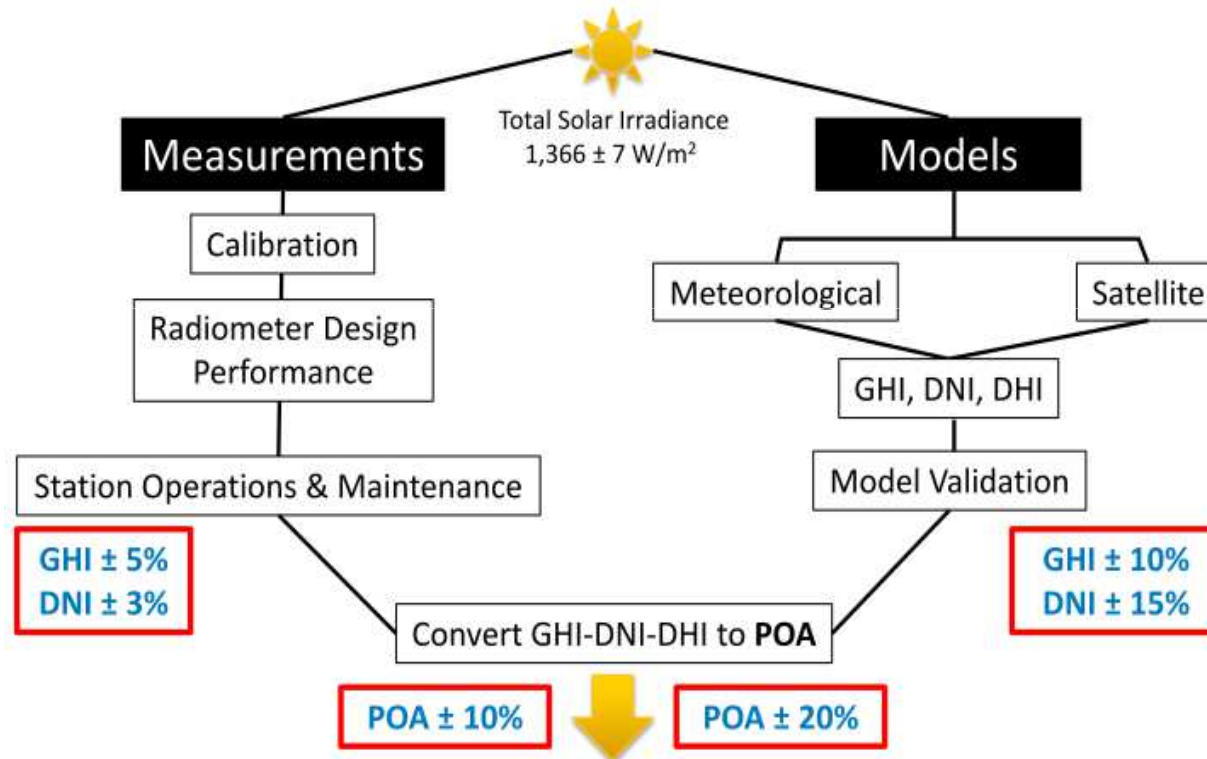 Total Solar Irradiance
1,366 ± 7 W/m²
Measurements
Models
Calibration
Meteorological
Satellite
Radiometer Design
Performance
GHI, DNI, DHI
Station Operations & Maintenance
Model Validation
GHI ± 5%
DNI ± 3%
GHI ± 10%
DNI ± 15%
Convert GHI-DNI-DHI to POA
POA ± 10%
POA ± 20%